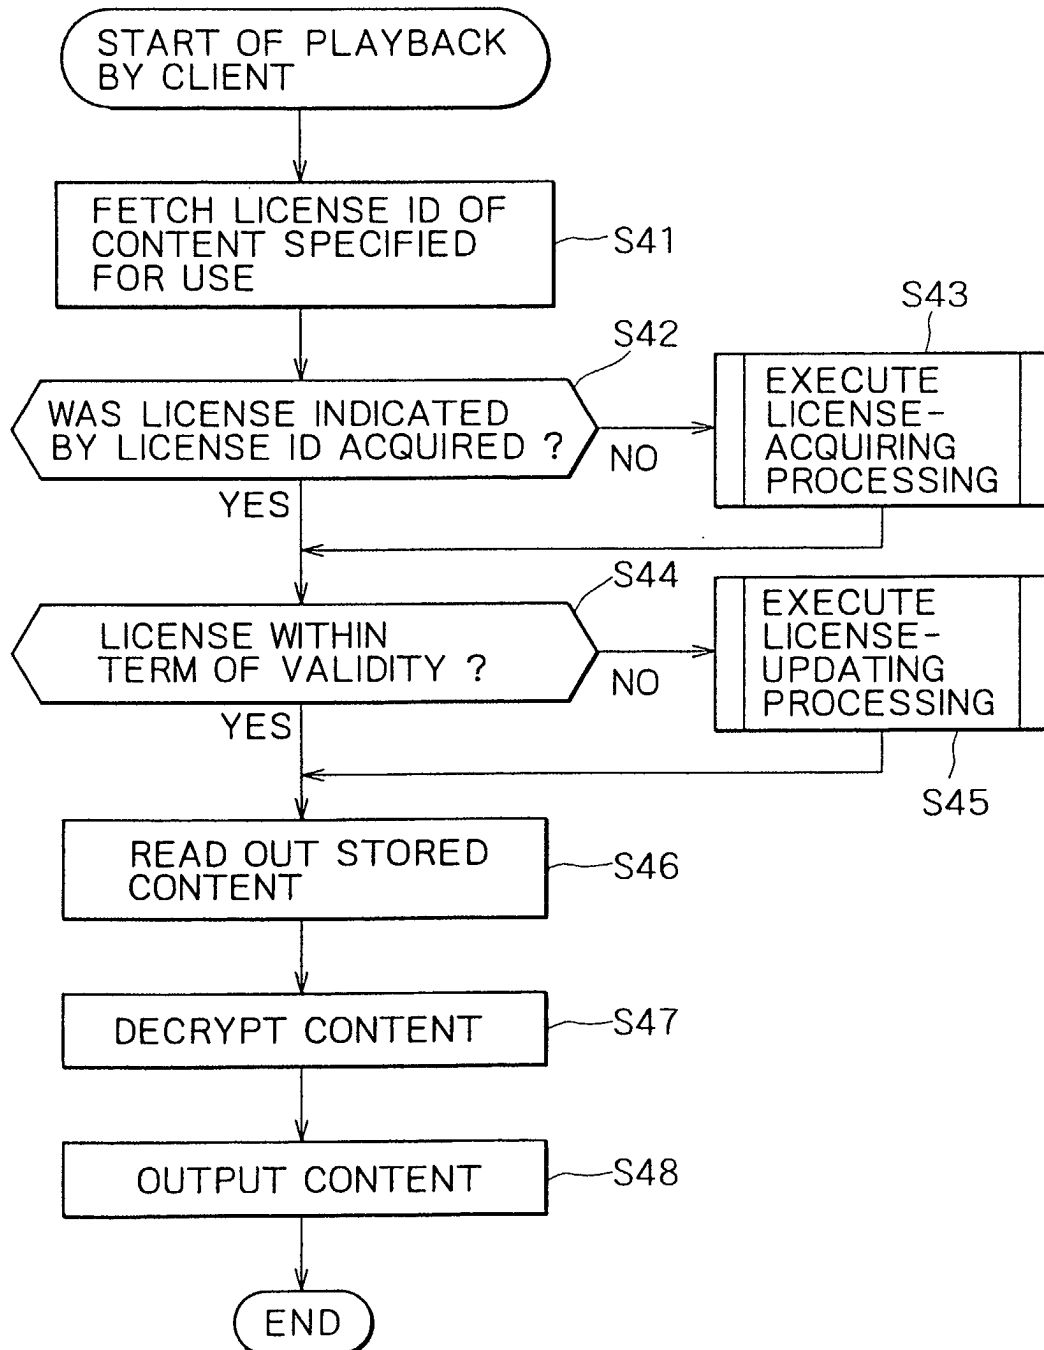 START OF PLAYBACK
BY CLIENT
FETCH LICENSE ID OF
CONTENT SPECIFIED
FOR USE
S41
S42
WAS LICENSE INDICATED
BY LICENSE ID ACQUIRED ?
NO
YES
S43
EXECUTE
LICENSE-
ACQUIRING
PROCESSING
S44
LICENSE WITHIN
TERM OF VALIDITY ?
NO
YES
EXECUTE
LICENSE-
UPDATING
PROCESSING
S45
READ OUT STORED
CONTENT
S46
DECRYPT CONTENT
S47
OUTPUT CONTENT
S48
END